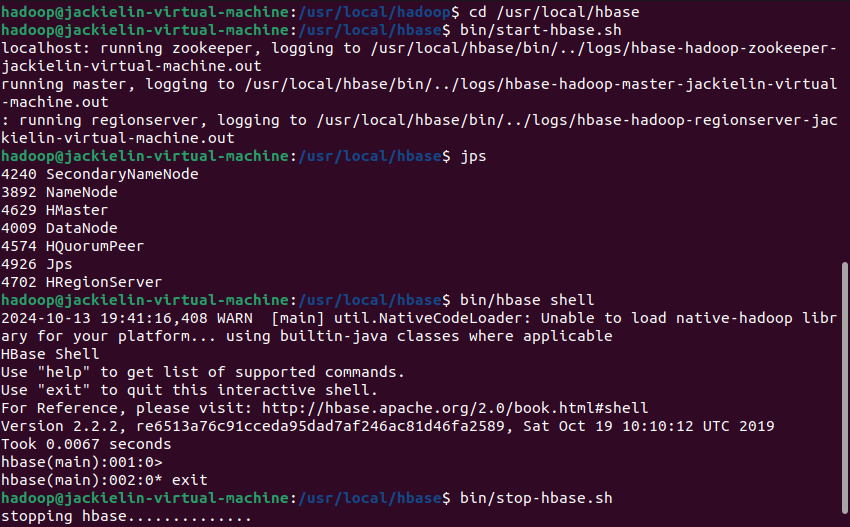 hadoop@jackielin-virtual-machine:/usr/local/hadoop$ cd /usr/local/hbase
hadoop@jackielin-virtual-machine:/usr/local/hbase$ bin/start-hbase.sh
localhost: running zookeeper, logging to /usr/local/hbase/bin/../logs/hbase-hadoop-zookeeper-
jackielin-virtual-machine.out
running master, logging to /usr/local/hbase/bin/../logs/hbase-hadoop-master-jackielin-virtual
-machine.out
: running regionserver, logging to /usr/local/hbase/bin/../logs/hbase-hadoop-regionserver-jac
kielin-virtual-machine.out
hadoop@jackielin-virtual-machine:/usr/local/hbase$ jps
4240 SecondaryNameNode
3892 NameNode
4629 HMaster
4009 DataNode
4574 HQuorumPeer
4926 Jps
4702 HRegionServer
hadoop@jackielin-virtual-machine:/usr/local/hbase$ bin/hbase shell
2024-10-13 19:41:16,408 WARN  [main] util.NativeCodeLoader: Unable to load native-hadoop libr
ary for your platform... using builtin-java classes where applicable
HBase Shell
Use "help" to get list of supported commands.
Use "exit" to quit this interactive shell.
For Reference, please visit: http://hbase.apache.org/2.0/book.html#shell
Version 2.2.2, re6513a76c91cceda95dad7af246ac81d46fa2589, Sat Oct 19 10:10:12 UTC 2019
Took 0.0067 seconds
hbase(main):001:0>
hbase(main):002:0* exit
hadoop@jackielin-virtual-machine:/usr/local/hbase$ bin/stop-hbase.sh
stopping hbase..............